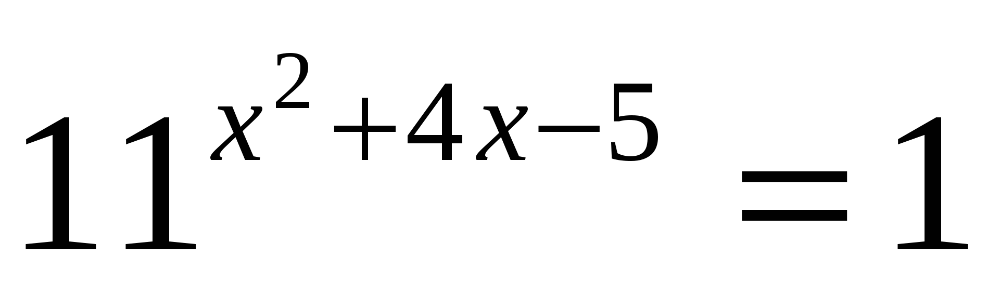 11^{x^2+4x−5} = 1